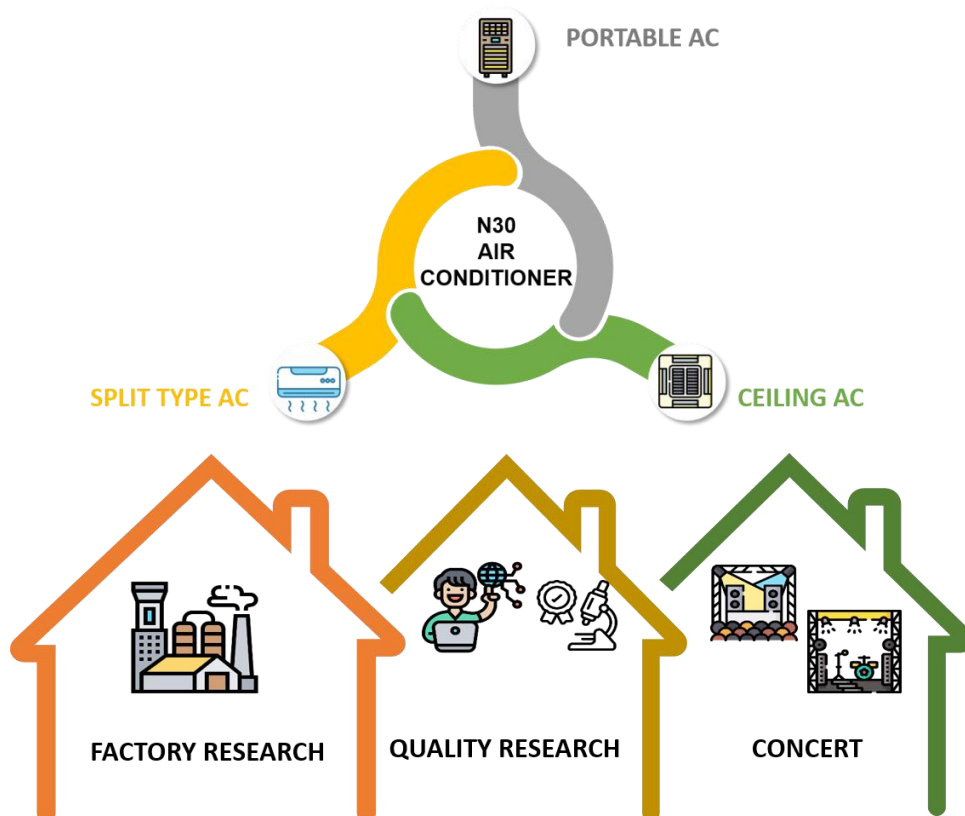 PORTABLE AC
N30
AIR
CONDITIONER
SPLIT TYPE AC
CEILING AC
FACTORY RESEARCH
QUALITY RESEARCH
CONCERT